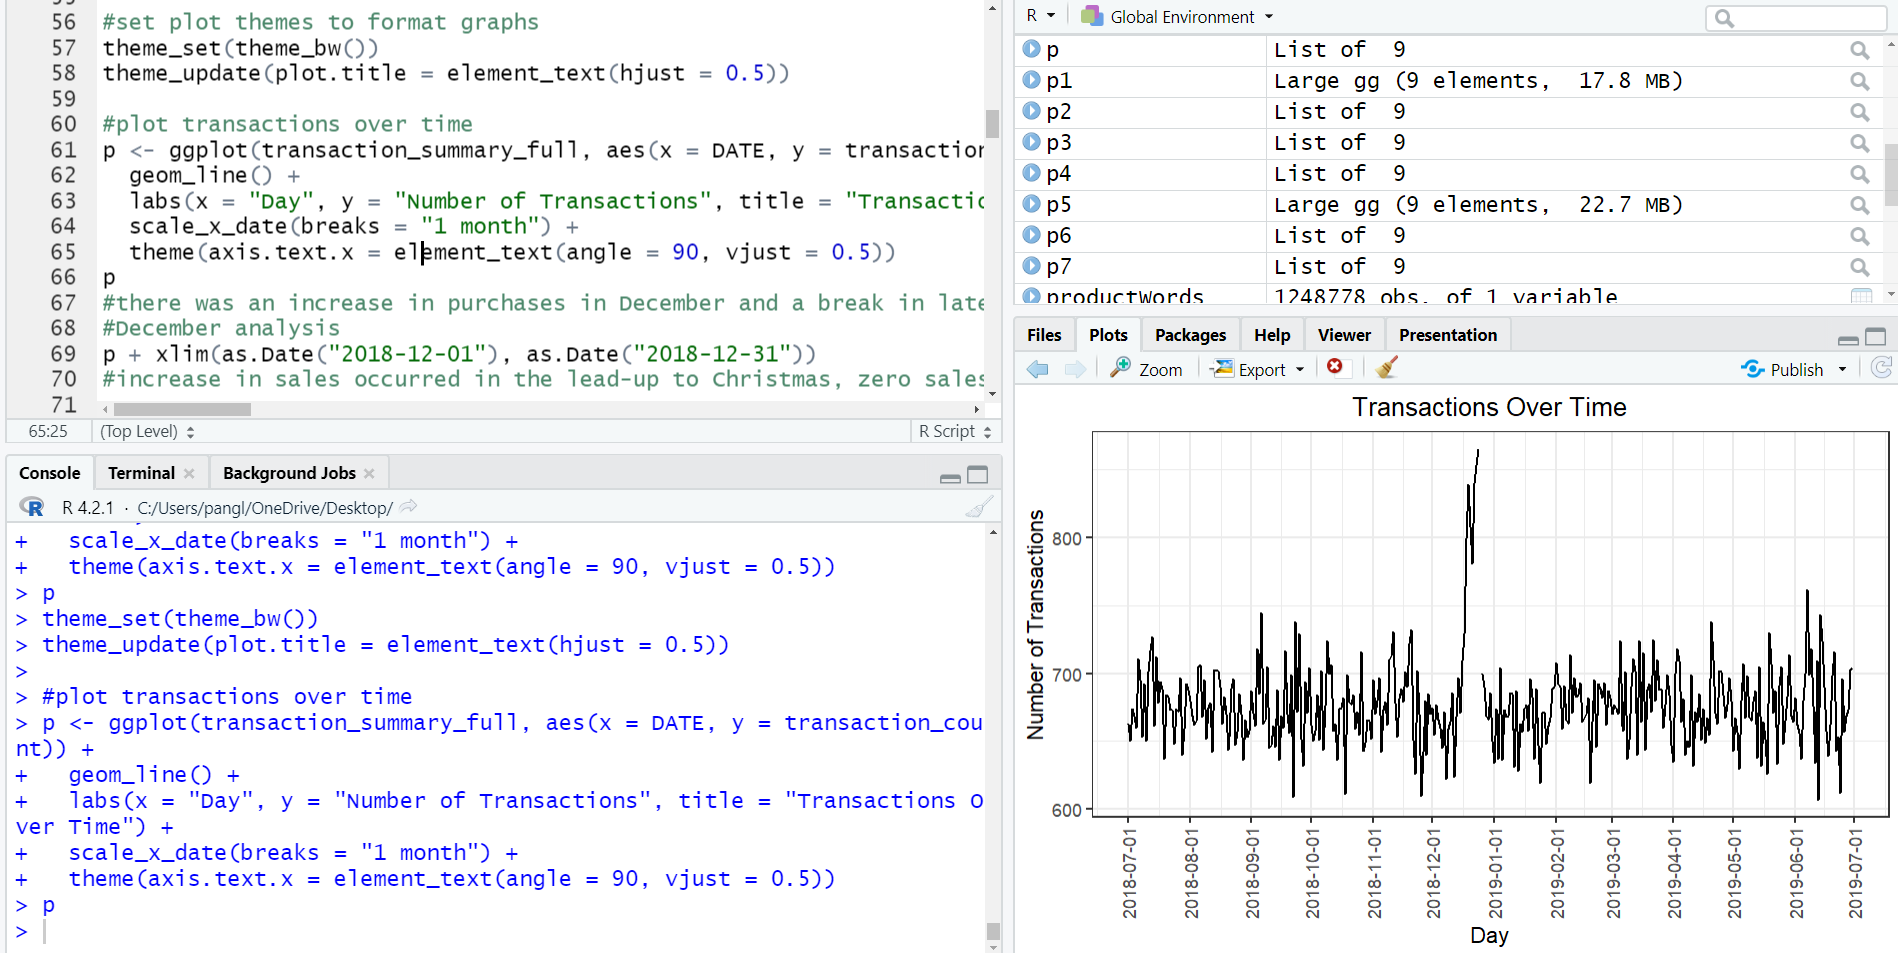 56 #set plot themes to format graphs
57 theme_set(theme_bw())
58 theme_update(plot.title = element_text(hjust = 0.5))
59
60 #plot transactions over time
61 p <- ggplot(transaction_summary_full, aes(x = DATE, y = transaction
62 geom_line() +
63 labs(x = "Day", y = "Number of Transactions", title = "Transactio
64 scale_x_date(breaks = "1 month") +
65 theme(axis.text.x = element_text(angle = 90, vjust = 0.5))
66 p
67 #there was an increase in purchases in December and a break in late
68 #December analysis
69 p + xlim(as.Date("2018-12-01"), as.Date("2018-12-31"))
70 #increase in sales occurred in the lead-up to Christmas, zero sales
71
65:25 (Top Level) R Script
Console Terminal Background Jobs
R 4.2.1 · C:/Users/pangl/OneDrive/Desktop/
+ scale_x_date(breaks = "1 month") +
+ theme(axis.text.x = element_text(angle = 90, vjust = 0.5))
> p
> theme_set(theme_bw())
> theme_update(plot.title = element_text(hjust = 0.5))
>
> #plot transactions over time
> p <- ggplot(transaction_summary_full, aes(x = DATE, y = transaction_cou
nt)) +
+ geom_line() +
+ labs(x = "Day", y = "Number of Transactions", title = "Transactions O
ver Time") +
+ scale_x_date(breaks = "1 month") +
+ theme(axis.text.x = element_text(angle = 90, vjust = 0.5))
> p
>
R Global Environment
p List of 9
p1 Large gg (9 elements, 17.8 MB)
p2 List of 9
p3 List of 9
p4 List of 9
p5 Large gg (9 elements, 22.7 MB)
p6 List of 9
p7 List of 9
productWords 1248778 obs. of 1 variable
Files Plots Packages Help Viewer Presentation
Zoom Export Publish
Transactions Over Time
Number of Transactions
800
700
600
2018-07-01
2018-08-01
2018-09-01
2018-10-01
2018-11-01
2018-12-01
2019-01-01
2019-02-01
2019-03-01
2019-04-01
2019-05-01
2019-06-01
2019-07-01
Day